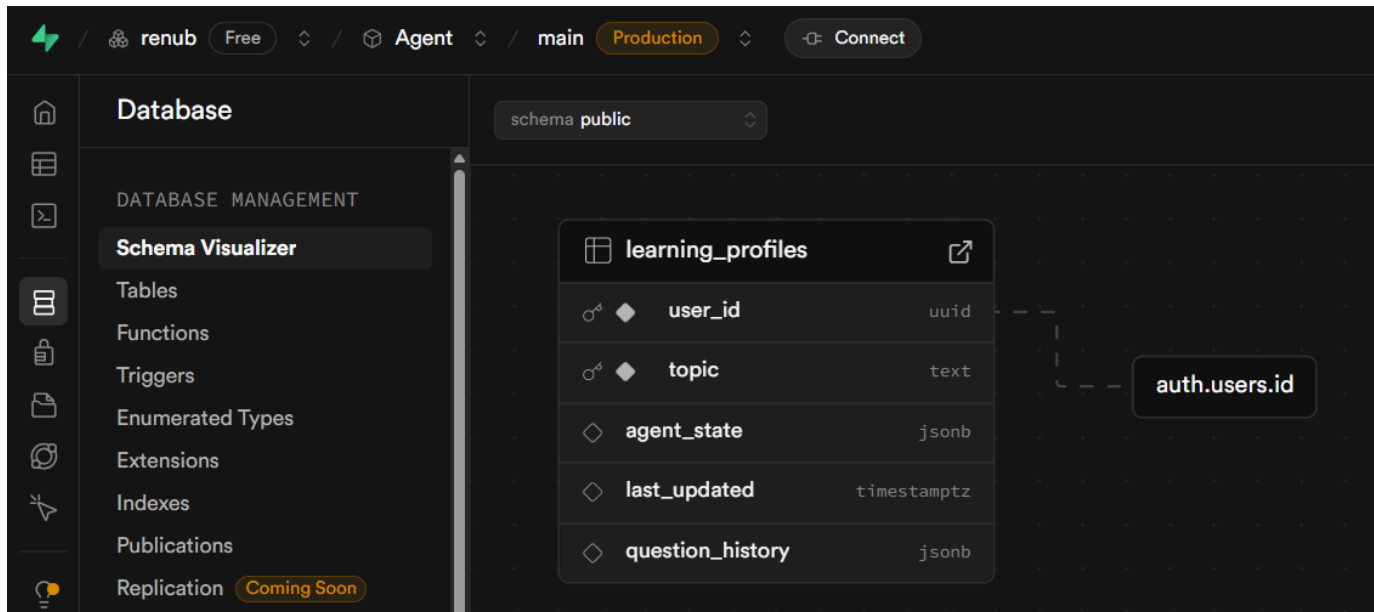 / renub Free / Agent / main Production Connect
Database
schema public
DATABASE MANAGEMENT
Schema Visualizer
Tables
Functions
Triggers
Enumerated Types
Extensions
Indexes
Publications
Replication Coming Soon
learning_profiles
user_id uuid
topic text
agent_state jsonb
last_updated timestamptz
question_history jsonb
auth.users.id